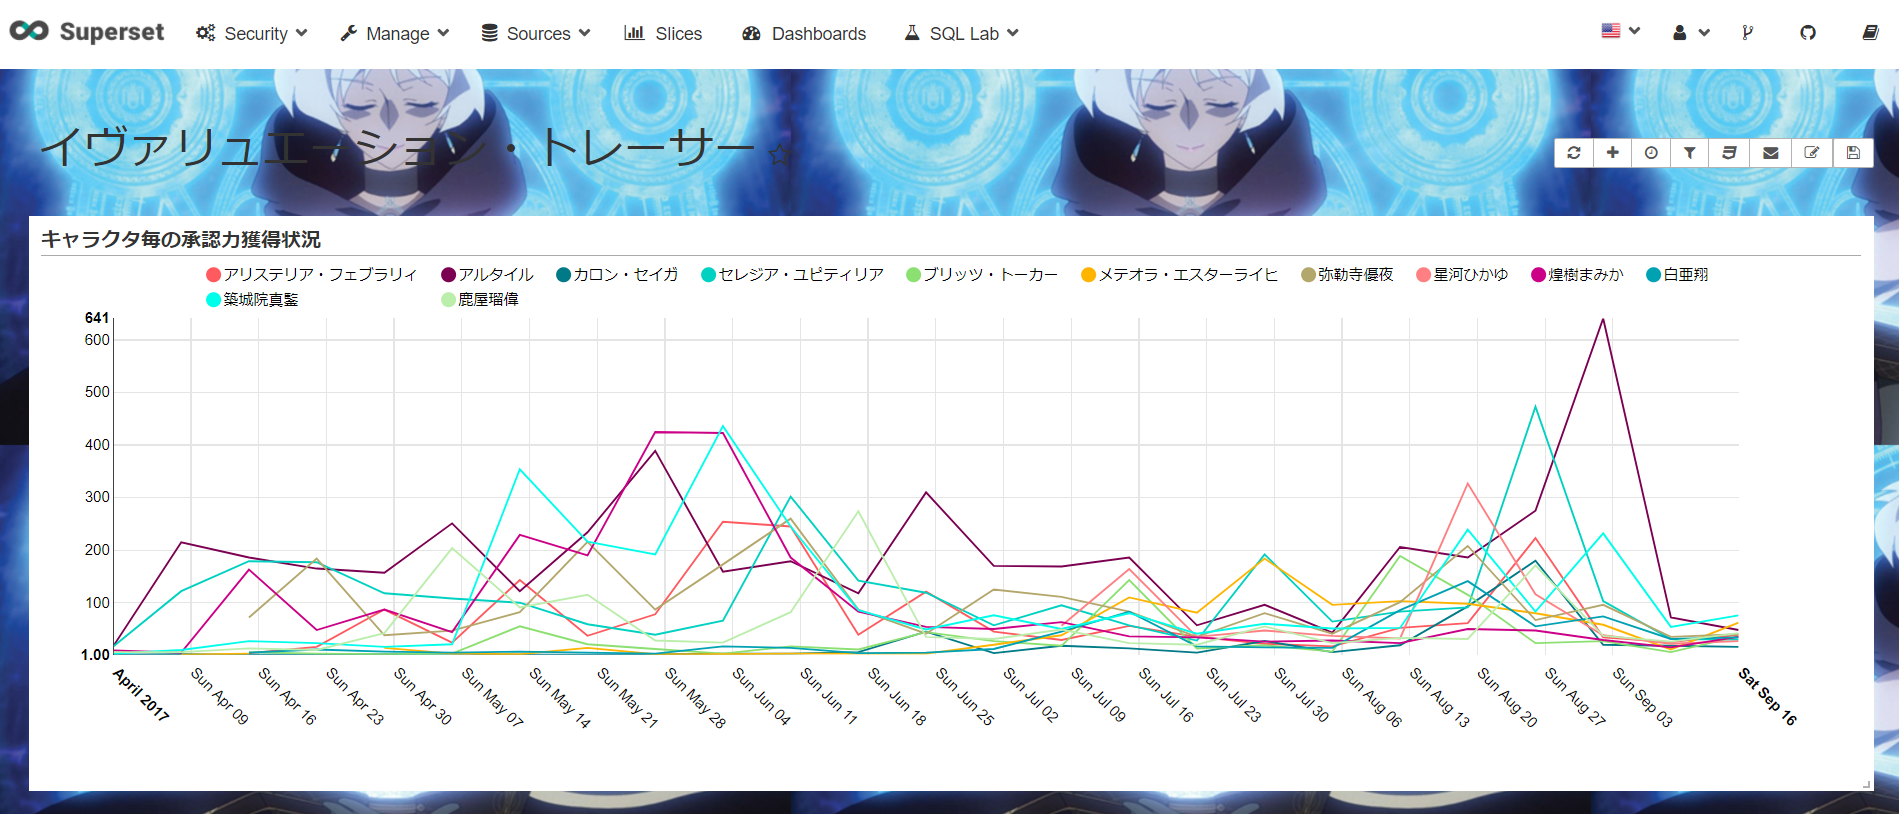 Superset Security Manage Sources Slices Dashboards SQL Lab
イヴァリュエーション・トレーサー
キャラクタ毎の承認力獲得状況
アリステリア・フェブラリィ アルタイル カロン・セイガ セレジア・ユピティリア ブリッツ・トーカー メテオラ・エスターライヒ 弥勒寺優夜 星河ひかゆ 煌樹まみか 白亜翔
築城院真鍳 鹿屋瑠偉
641
600
500
400
300
200
100
1.00
April 2017 Sun Apr 09 Sun Apr 16 Sun Apr 23 Sun Apr 30 Sun May 07 Sun May 14 Sun May 21 Sun May 28 Sun Jun 04 Sun Jun 11 Sun Jun 18 Sun Jun 25 Sun Jul 02 Sun Jul 09 Sun Jul 16 Sun Jul 23 Sun Jul 30 Sun Aug 06 Sun Aug 13 Sun Aug 20 Sun Aug 27 Sun Sep 03 Sat Sep 16